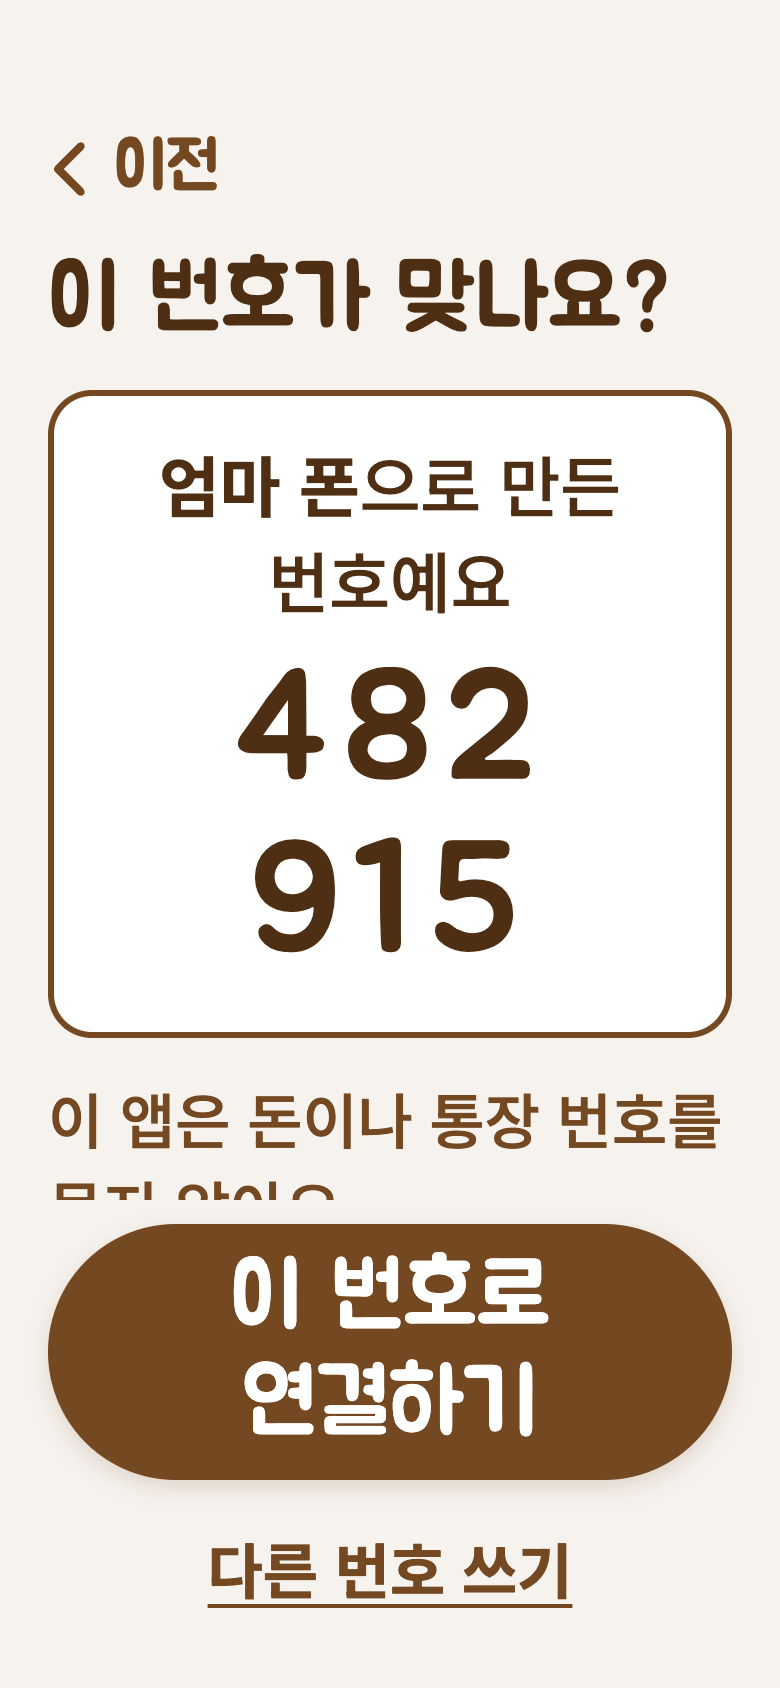 이전
이 번호가 맞나요?
엄마 폰으로 만든
번호예요
482
915
이 앱은 돈이나 통장 번호를
이 번호로
연결하기
다른 번호 쓰기